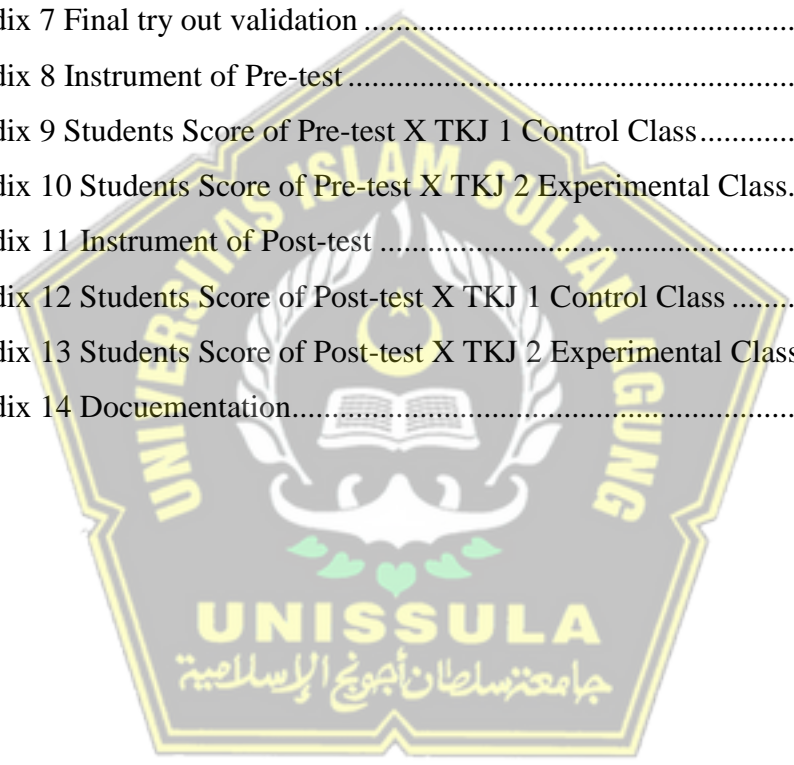 dix 7 Final try out validation ................................................................
dix 8 Instrument of Pre-test ................................................................
dix 9 Students Score of Pre-test X TKJ 1 Control Class .............
dix 10 Students Score of Pre-test X TKJ 2 Experimental Class.
dix 11 Instrument of Post-test ................................................................
dix 12 Students Score of Post-test X TKJ 1 Control Class ........
dix 13 Students Score of Post-test X TKJ 2 Experimental Class
dix 14 Docuementation................................................................
UNIVERSITAS ISLAM SULTAN AGUNG
UNISSULA
جامعة سلطان أجونج الإسلامية